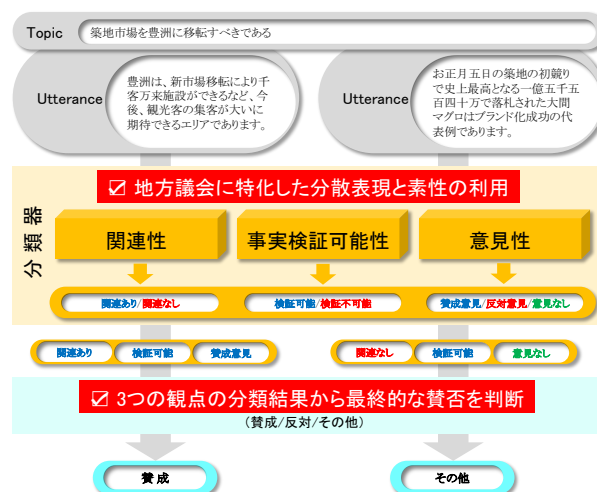 Topic 築地市場を豊洲に移転すべきである
Utterance
豊洲は、新市場移転により千
客万来施設ができるなど、今
後、観光客の集客が大いに
期待できるエリアであります。
Utterance
お正月五日の築地の初競り
で史上最高となる一億五千五
百四十万で落札された大間
マグロはブランド化成功の代
表例であります。
☑ 地方議会に特化した分散表現と素性の利用
分類器
関連性 事実検証可能性 意見性
関連あり/関連なし 検証可能/検証不可能 賛成意見/反対意見/意見なし
関連あり 検証可能 賛成意見 関連なし 検証可能 意見なし
☑ 3つの観点の分類結果から最終的な賛否を判断
(賛成/反対/その他)
賛成 その他